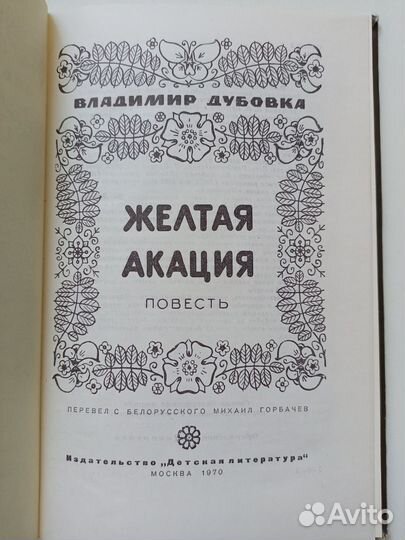 ВЛАДИМИР ДУБОВКА
ЖЕЛТАЯ
АКАЦИЯ
ПОВЕСТЬ
ПЕРЕВЕЛ С БЕЛОРУССКОГО МИХАИЛ ГОРБАЧЕВ
Издательство „Детская литература"
МОСКВА 1970
Avito